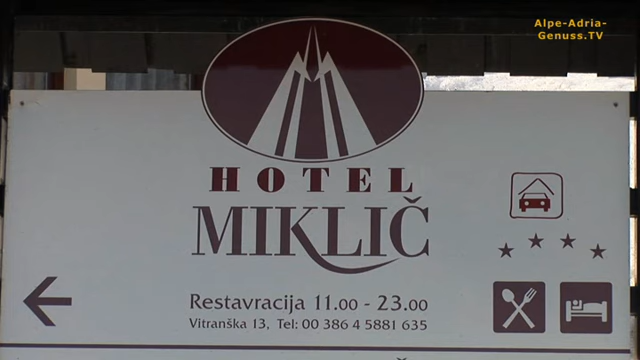 Alpe-Adria-
Genuss.TV
HOTEL
MIKLIČ
Restavracija 11.00 - 23.00
Vitranška 13, Tel: 00 386 4 5881 635